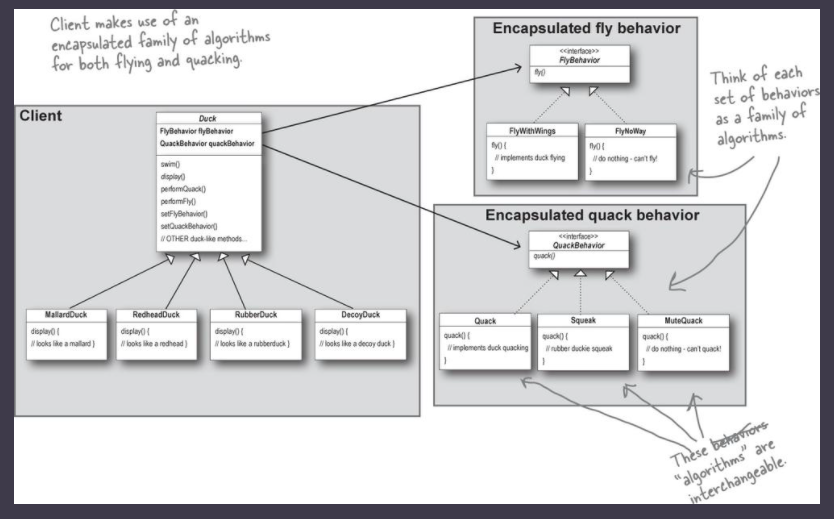 Client makes use of an
encapsulated family of algorithms
for both flying and quacking.
Client
Duck
FlyBehavior flyBehavior
QuackBehavior quackBehavior
swim()
display()
performQuack()
performFly()
setFlyBehavior()
setQuackBehavior()
// OTHER duck-like methods...
MallardDuck
display() {
// looks like a mallard }
RedheadDuck
display() {
// looks like a redhead }
RubberDuck
display() {
// looks like a rubberduck }
DecoyDuck
display() {
// looks like a decoy duck }
Encapsulated fly behavior
<<interface>>
FlyBehavior
fly()
FlyWithWings
fly() {
// implements duck flying
}
FlyNoWay
fly() {
// do nothing - can't fly!
}
Think of each
set of behaviors
as a family of
algorithms.
Encapsulated quack behavior
<<interface>>
QuackBehavior
quack()
Quack
quack() {
// implements duck quacking
}
Squeak
quack() {
// rubber duckie squeak
}
MuteQuack
quack() {
// do nothing - can't quack!
}
These behaviors
"algorithms" are
interchangeable.